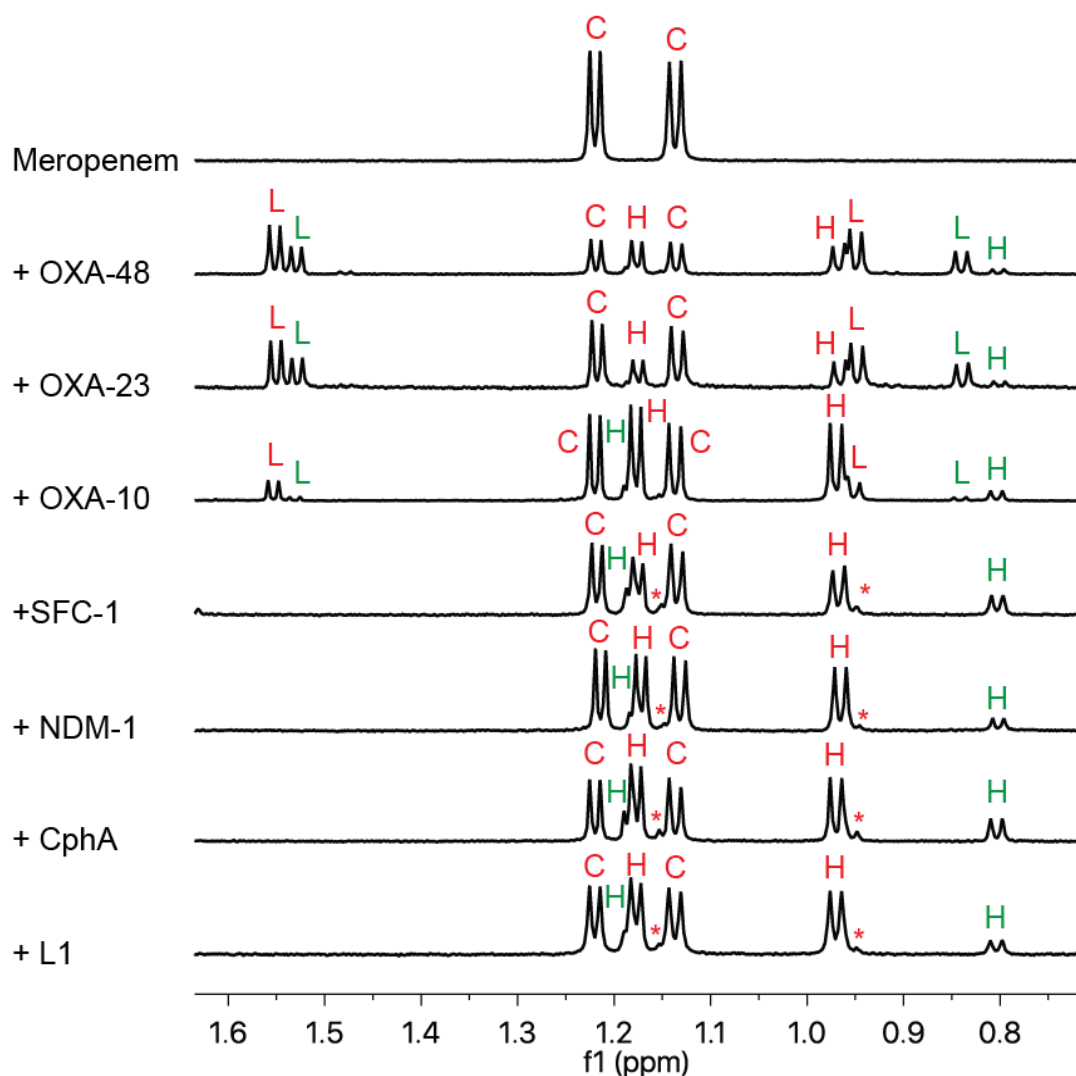 C C
Meropenem
L L C H C H L L H
+ OXA-48
L L C H C H L L H
+ OXA-23
L L C H H C H L L H
+ OXA-10
C H H * C H * H
+SFC-1
C H H * C H * H
+ NDM-1
C H H * C H * H
+ CphA
C H H * C H * H
+ L1
1.6 1.5 1.4 1.3 1.2 1.1 1.0 0.9 0.8
f1 (ppm)